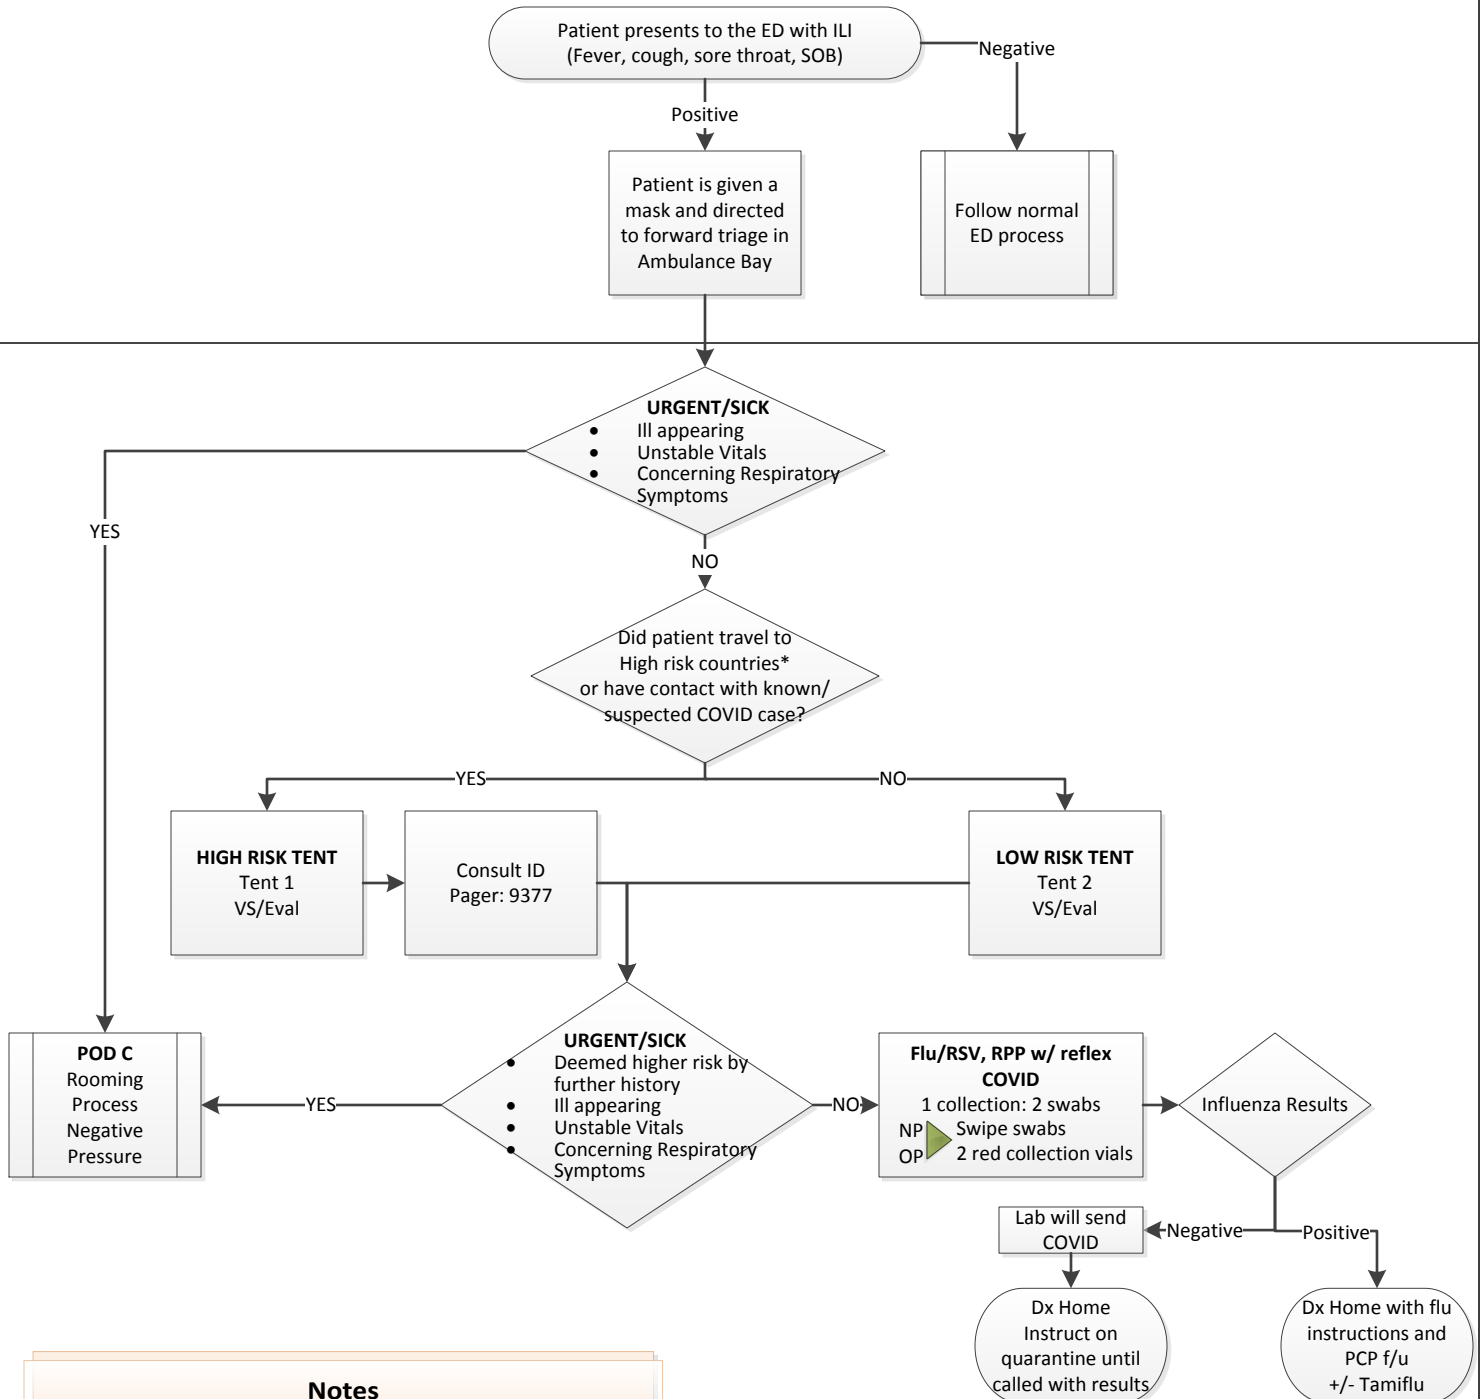 Patient presents to the ED with ILI
(Fever, cough, sore throat, SOB)
Negative
Positive
Patient is given a
mask and directed
to forward triage in
Ambulance Bay
Follow normal
ED process
URGENT/SICK
• Ill appearing
• Unstable Vitals
• Concerning Respiratory
Symptoms
YES
NO
Did patient travel to
High risk countries*
or have contact with known/
suspected COVID case?
YES
NO
HIGH RISK TENT
Tent 1
VS/Eval
Consult ID
Pager: 9377
LOW RISK TENT
Tent 2
VS/Eval
POD C
Rooming
Process
Negative
Pressure
YES
URGENT/SICK
• Deemed higher risk by
further history
• Ill appearing
• Unstable Vitals
• Concerning Respiratory
Symptoms
NO
Flu/RSV, RPP w/ reflex
COVID
1 collection: 2 swabs
NP Swipe swabs
OP 2 red collection vials
Influenza Results
Lab will send
COVID
Negative
Positive
Dx Home
Instruct on
quarantine until
called with results
Dx Home with flu
instructions and
PCP f/u
+/- Tamiflu
Notes